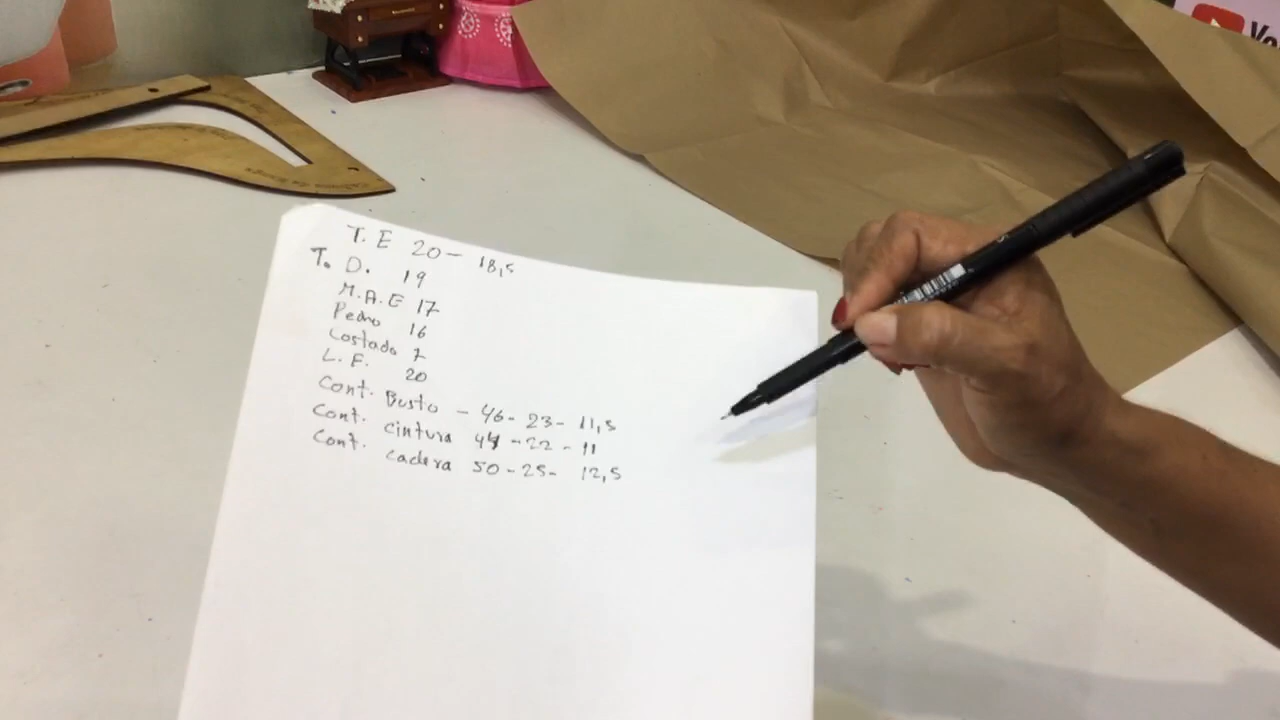 T. E 20 - 18,5
T. D. 19
M.A.E 17
Pecho 16
Costado 7
L. F. 20
Cont. Busto - 46 - 23 - 11,5
Cont. cintura 44 - 22 - 11
Cont. cadera 50 - 25 - 12,5